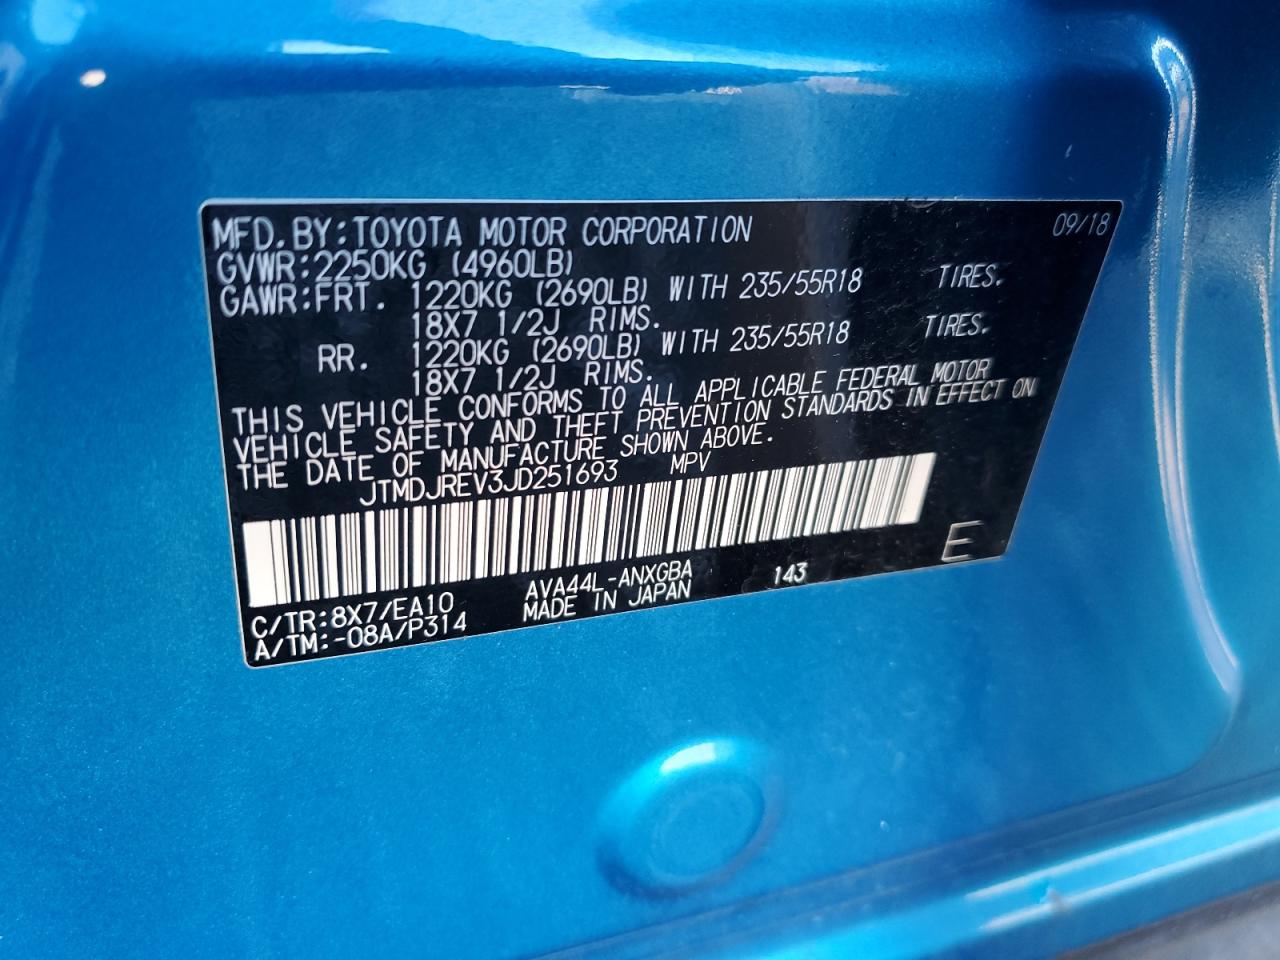 MFD. BY: TOYOTA MOTOR CORPORATION 09/18
GVWR: 2250KG (4960LB)
GAWR: FRT. 1220KG (2690LB) WITH 235/55R18 TIRES.
18X7 1/2J RIMS.
RR. 1220KG (2690LB) WITH 235/55R18 TIRES.
18X7 1/2J RIMS.
THIS VEHICLE CONFORMS TO ALL APPLICABLE FEDERAL MOTOR
VEHICLE SAFETY AND THEFT PREVENTION STANDARDS IN EFFECT ON
THE DATE OF MANUFACTURE SHOWN ABOVE.
JTMDJREV3JD251693 MPV
C/TR: 8X7/EA10 AVA44L-ANXGBA 143 E
A/TM: -08A/P314 MADE IN JAPAN